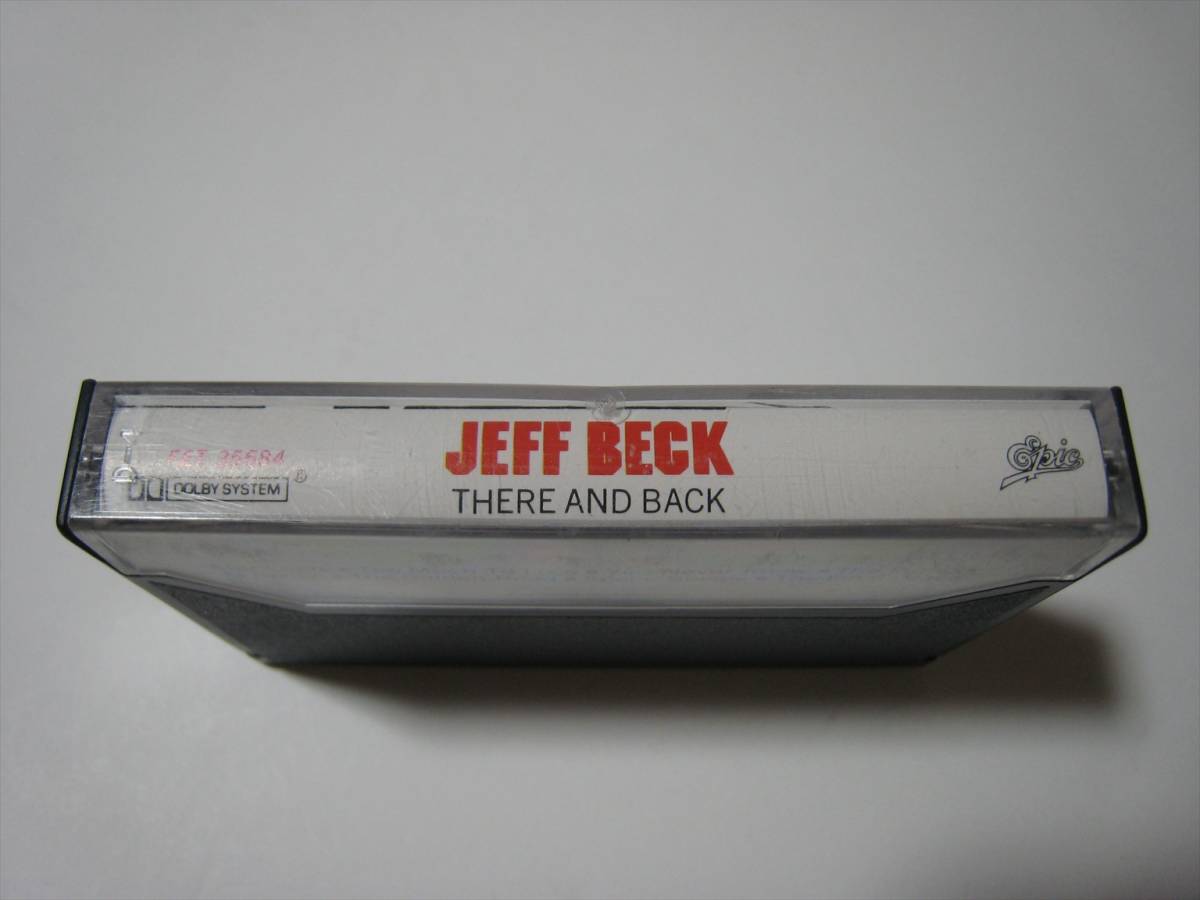 JEFF BECK
THERE AND BACK
FET 35684
DOLBY SYSTEM ®
Epic